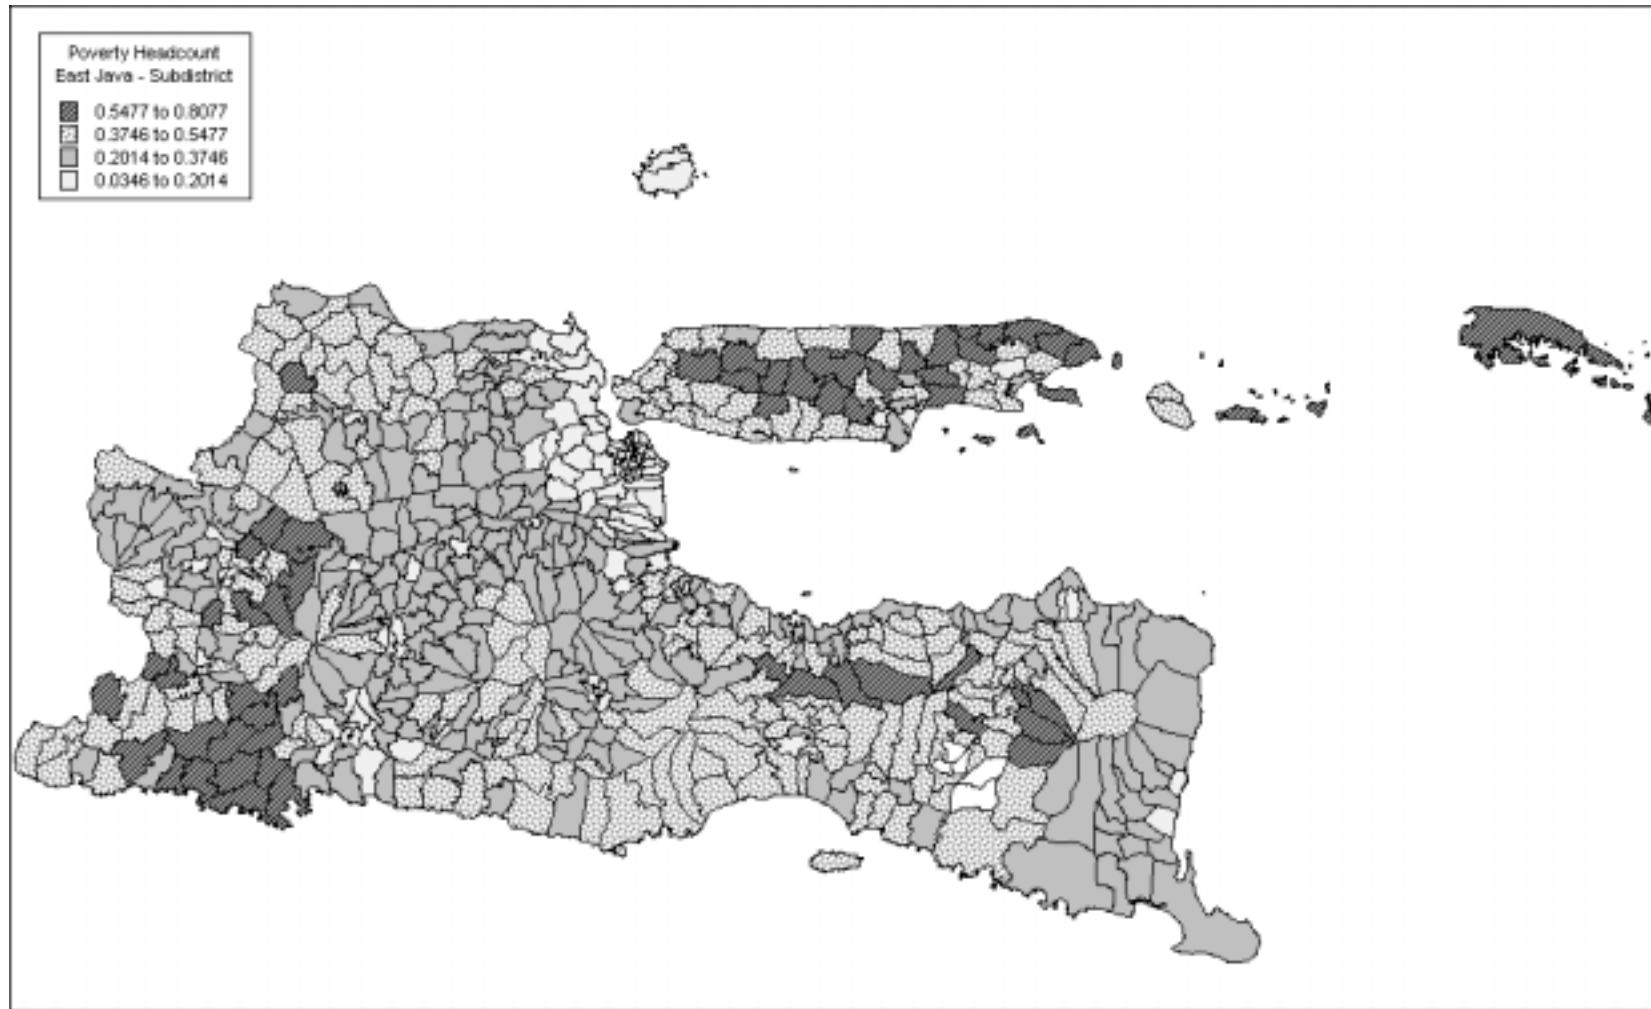 Poverty Headcount
East Java - Subdistrict
0.5477 to 0.8077
0.3746 to 0.5477
0.2014 to 0.3746
0.0346 to 0.2014